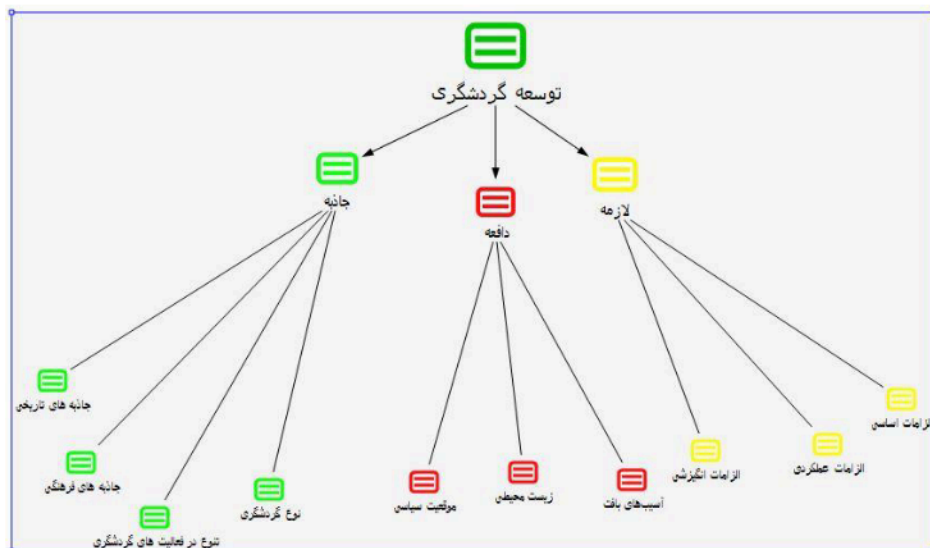 توسعه گردشگری
جاذبه
دافعه
لازمه
جاذبه های تاریخی
جاذبه های فرهنگی
تنوع در فعالیت های گردشگری
نوع گردشگری
موقعیت سیاسی
زیست محیطی
آسیب‌های بافت
الزامات انگیزشی
الزامات عملکردی
لزامات اساسی